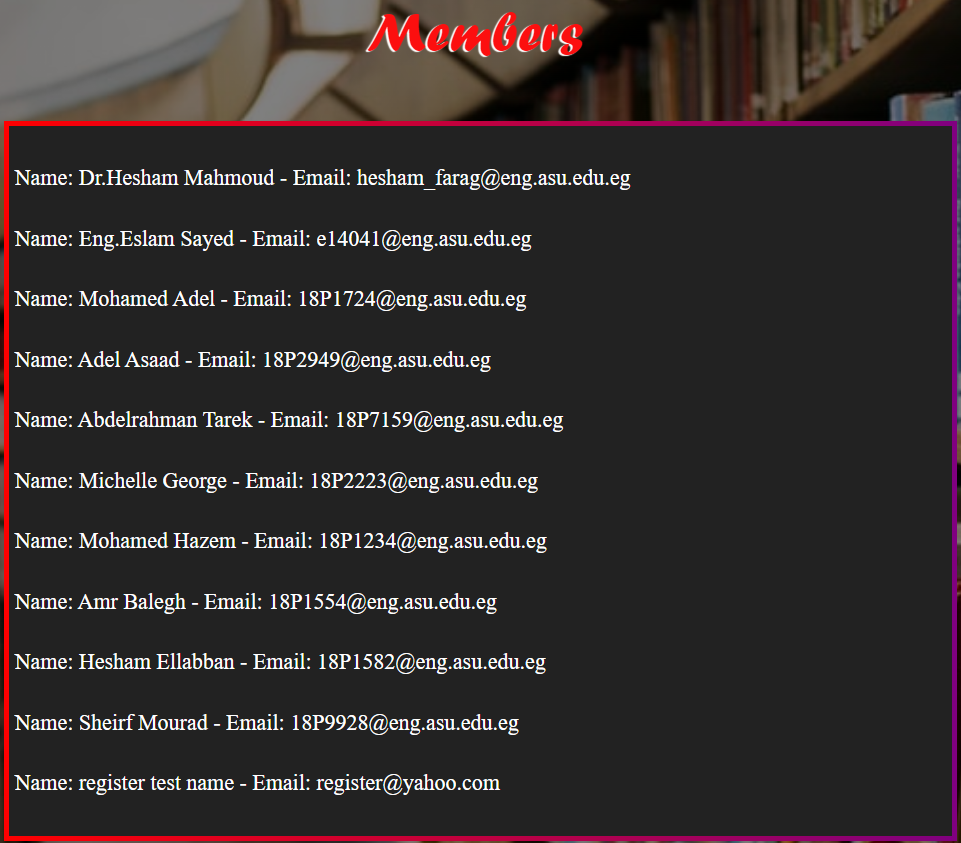 Members
Name: Dr.Hesham Mahmoud - Email: hesham_farag@eng.asu.edu.eg
Name: Eng.Eslam Sayed - Email: e14041@eng.asu.edu.eg
Name: Mohamed Adel - Email: 18P1724@eng.asu.edu.eg
Name: Adel Asaad - Email: 18P2949@eng.asu.edu.eg
Name: Abdelrahman Tarek - Email: 18P7159@eng.asu.edu.eg
Name: Michelle George - Email: 18P2223@eng.asu.edu.eg
Name: Mohamed Hazem - Email: 18P1234@eng.asu.edu.eg
Name: Amr Balegh - Email: 18P1554@eng.asu.edu.eg
Name: Hesham Ellabban - Email: 18P1582@eng.asu.edu.eg
Name: Sheirf Mourad - Email: 18P9928@eng.asu.edu.eg
Name: register test name - Email: register@yahoo.com